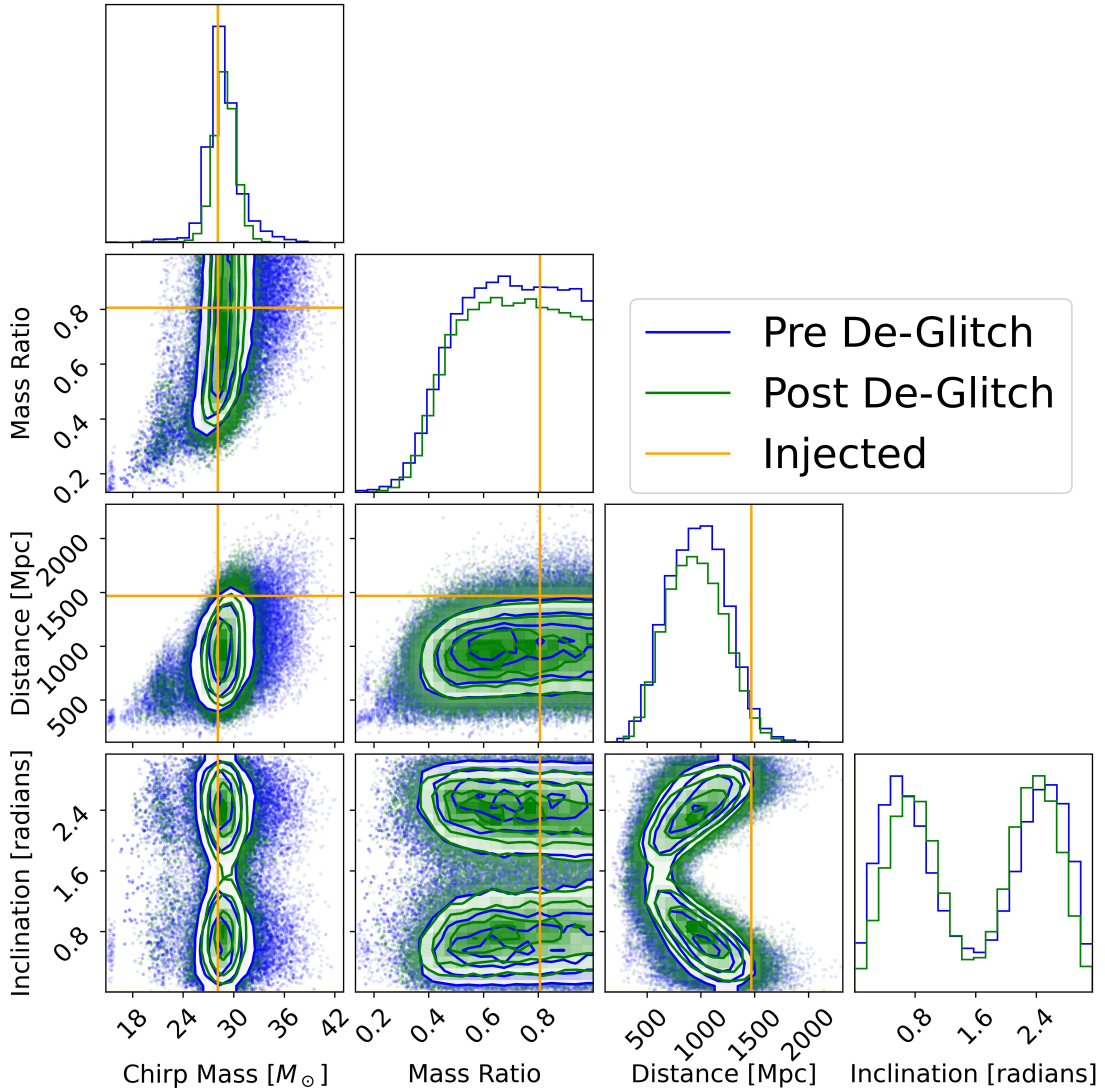 Mass Ratio
0.8
0.6
0.4
0.2
Pre De-Glitch
Post De-Glitch
Injected
Distance [Mpc]
2000
1500
1000
500
Inclination [radians]
2.4
1.6
0.8
18 24 30 36 42
0.2 0.4 0.6 0.8
500 1000 1500 2000
0.8 1.6 2.4
Chirp Mass [M⊙]
Mass Ratio
Distance [Mpc]
Inclination [radians]